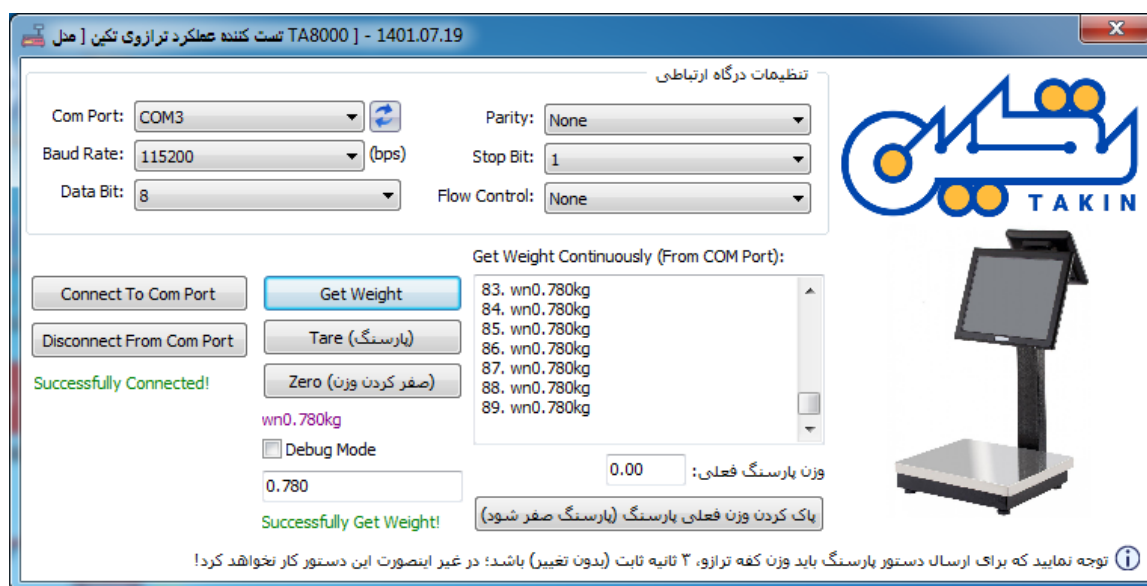 تست کننده عملکرد ترازوی تکین [ مدل TA8000 ] - 1401.07.19
تنظیمات درگاه ارتباطی
Com Port: COM3
Parity: None
Baud Rate: 115200 (bps)
Stop Bit: 1
Data Bit: 8
Flow Control: None
تکین
TAKIN
Connect To Com Port
Disconnect From Com Port
Successfully Connected!
Get Weight
Tare (پارسنگ)
Zero (صفر کردن وزن)
wn0.780kg
Debug Mode
0.780
Successfully Get Weight!
Get Weight Continuously (From COM Port):
83. wn0.780kg
84. wn0.780kg
85. wn0.780kg
86. wn0.780kg
87. wn0.780kg
88. wn0.780kg
89. wn0.780kg
وزن پارسنگ فعلی: 0.00
پاک کردن وزن فعلی پارسنگ (پارسنگ صفر شود)
توجه نمایید که برای ارسال دستور پارسنگ باید وزن کفه ترازو، ۳ ثانیه ثابت (بدون تغییر) باشد؛ در غیر اینصورت این دستور کار نخواهد کرد!